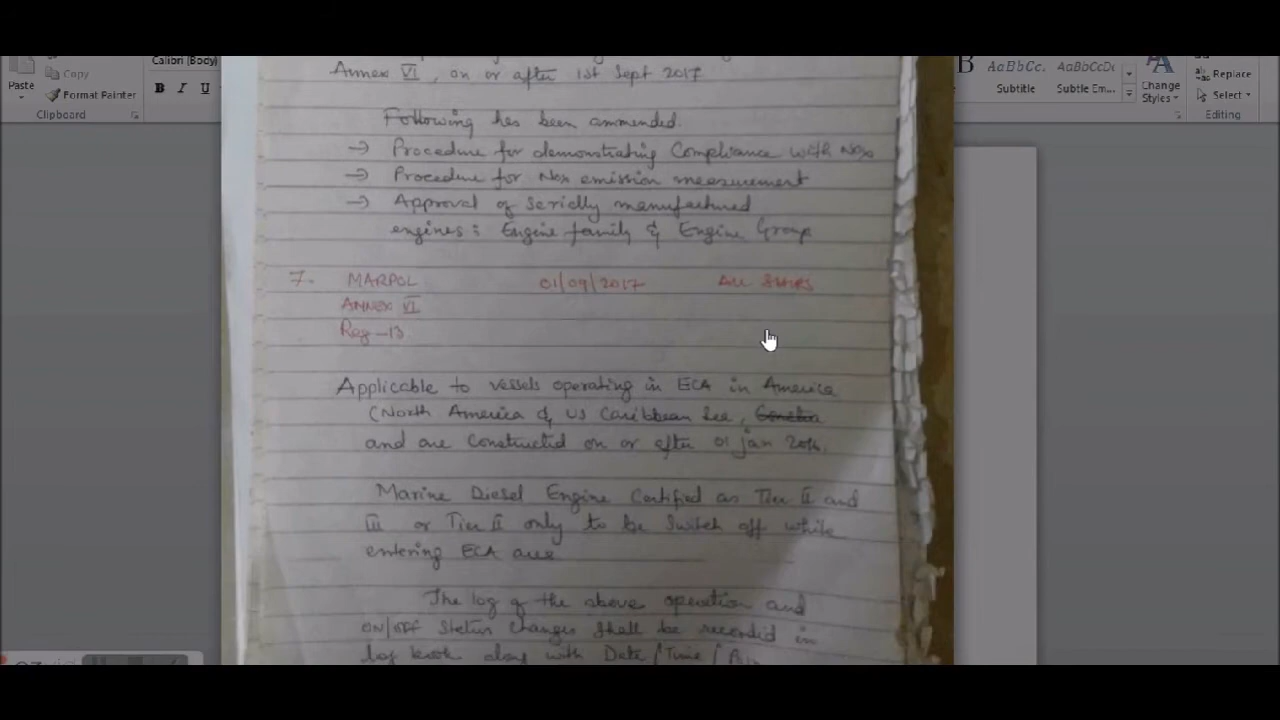 Annex VI, on or after 1st Sept 2017
Following has been ammended.
→ Procedure for demonstrating Compliance with Nox
→ Procedure for Nox emission measurement
→ Approval of Serially manufactured
engines: Engine family & Engine Group
7. MARPOL 01/09/2017 All SHIPS
ANNEX VI
Reg-13
Applicable to vessels operating in ECA in America
(North America & US Caribbean See,
and are Constructed on or after 01 jan 2016.
Marine Diesel Engine Certified as Tier II and
III or Tier II only to be Switch off while
entering ECA area
The log of the above operation and
ON/OFF Status changes shall be recorded in
log book along with Date/Time/
Paste
Copy
Format Painter
Clipboard
Calibri (Body)
B I U
AaBbCc. AaBbCcDc
Subtitle Subtle Em...
Change
Styles
Replace
Select
Editing